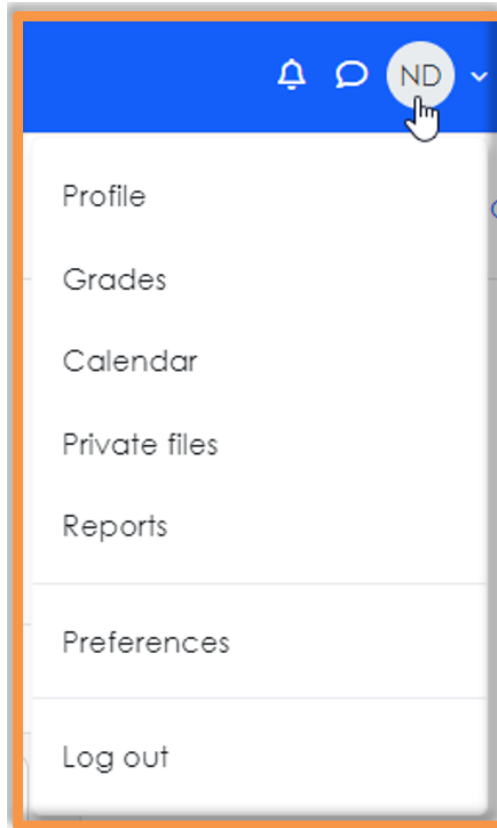 ND
Profile
Grades
Calendar
Private files
Reports
Preferences
Log out